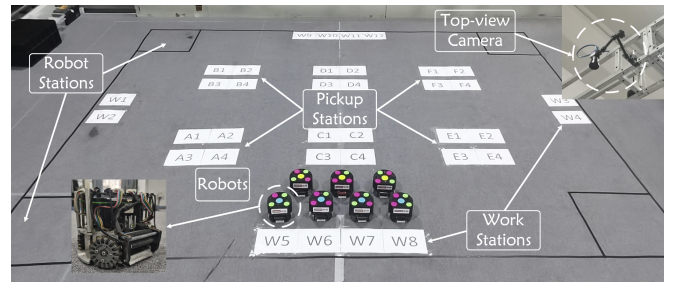 Top-view
Camera
W9 W10 W11 W12
Robot
Stations
B1 B2
B3 B4
D1 D2
D3 D4
F1 F2
F3 F4
Pickup
Stations
W1
W2
W3
W4
A1 A2
A3 A4
C1 C2
C3 C4
E1 E2
E3 E4
Robots
Work
Stations
W5 W6 W7 W8